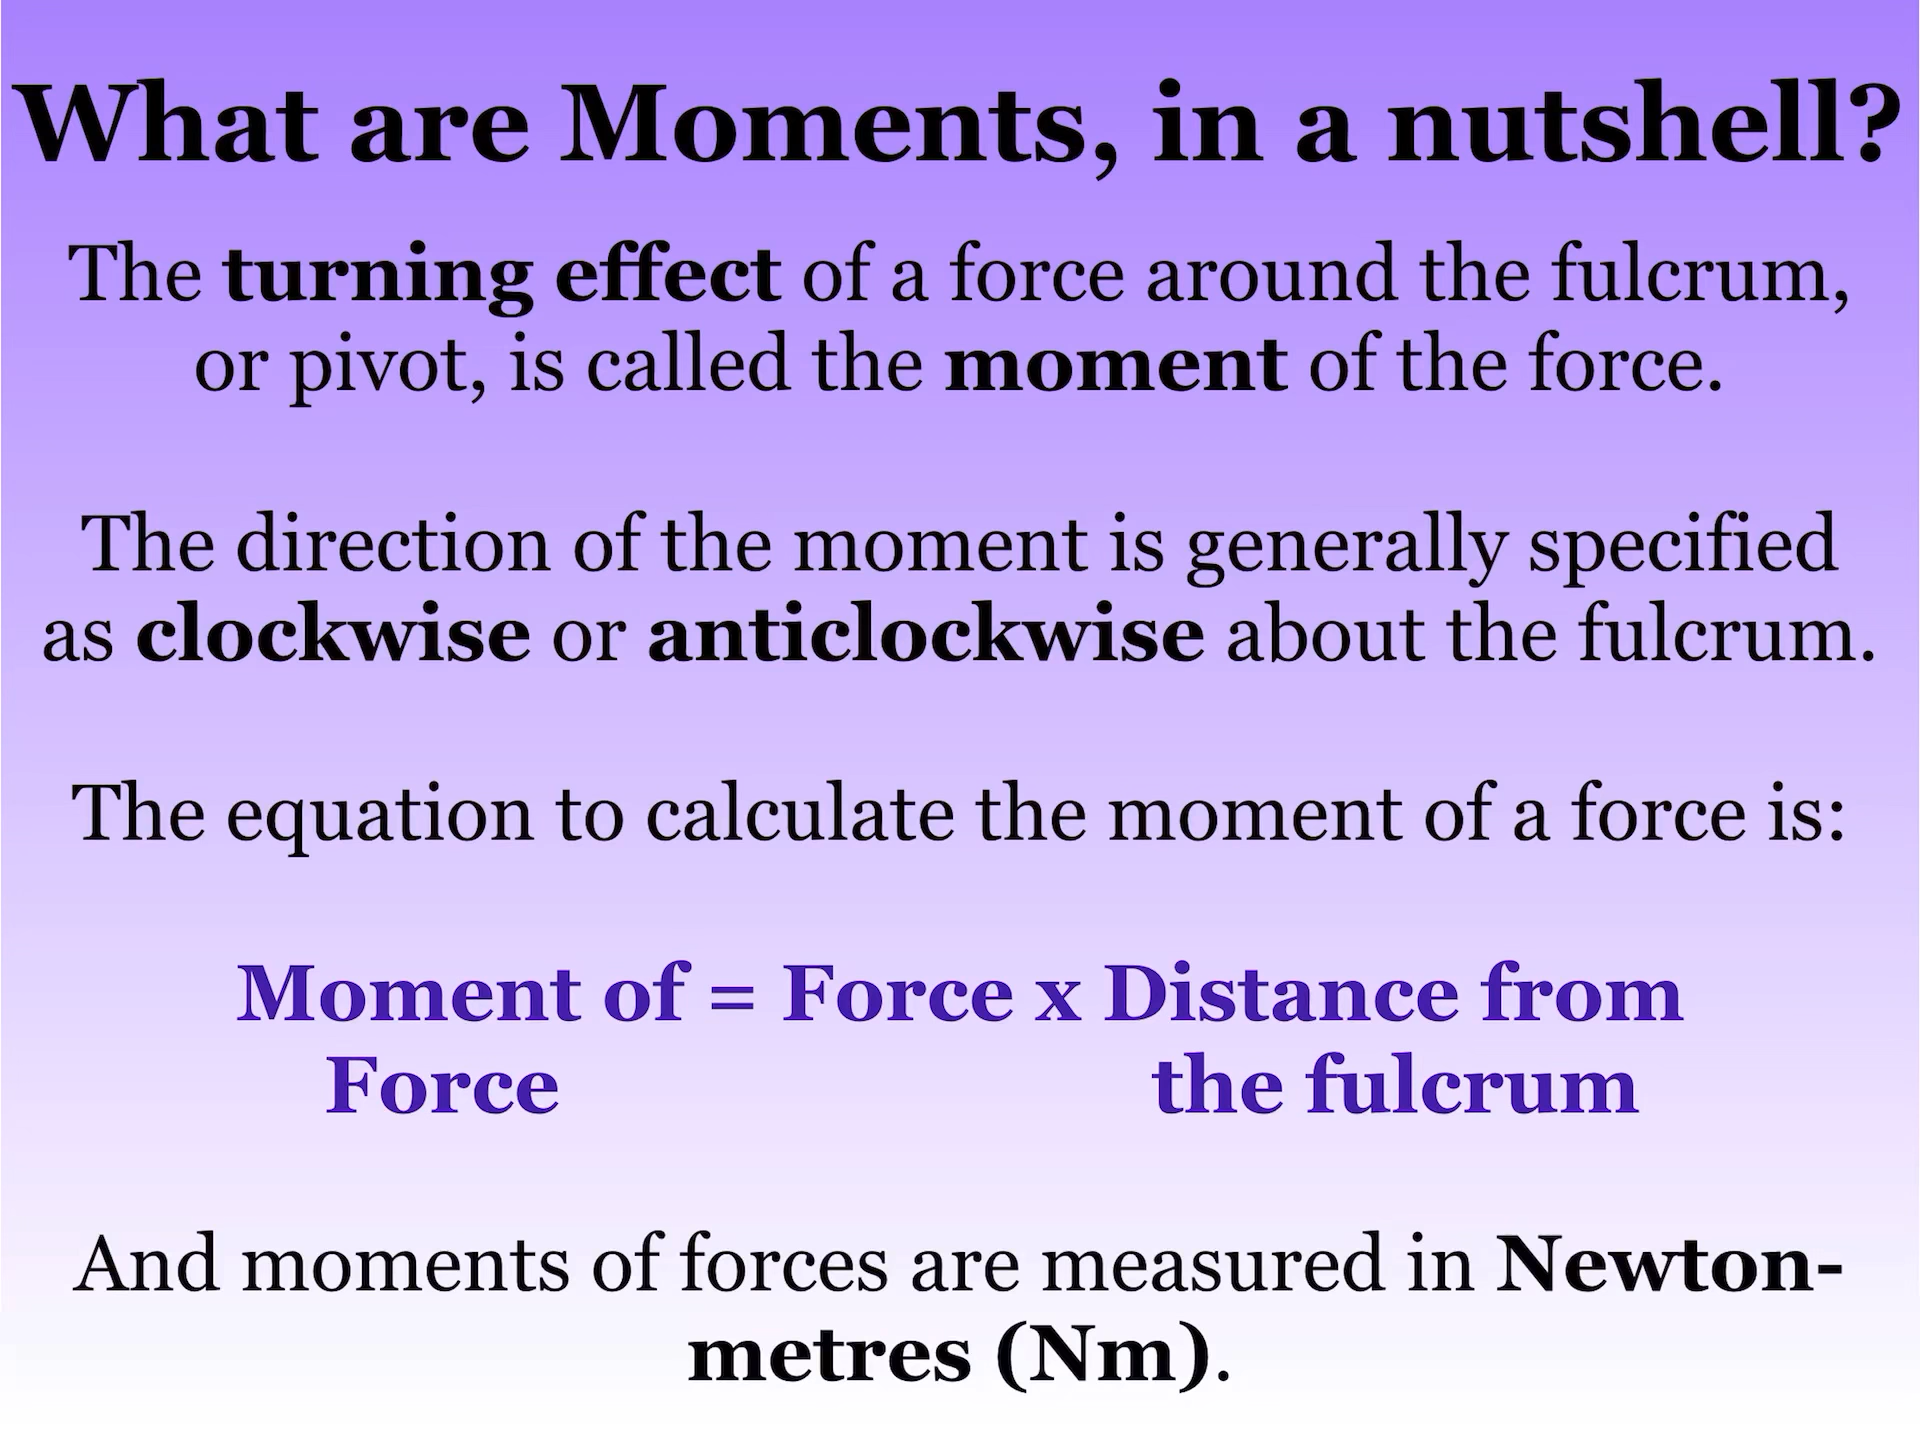 What are Moments, in a nutshell?
The turning effect of a force around the fulcrum,
or pivot, is called the moment of the force.
The direction of the moment is generally specified
as clockwise or anticlockwise about the fulcrum.
The equation to calculate the moment of a force is:
Moment of = Force x Distance from
Force the fulcrum
And moments of forces are measured in Newton-
metres (Nm).